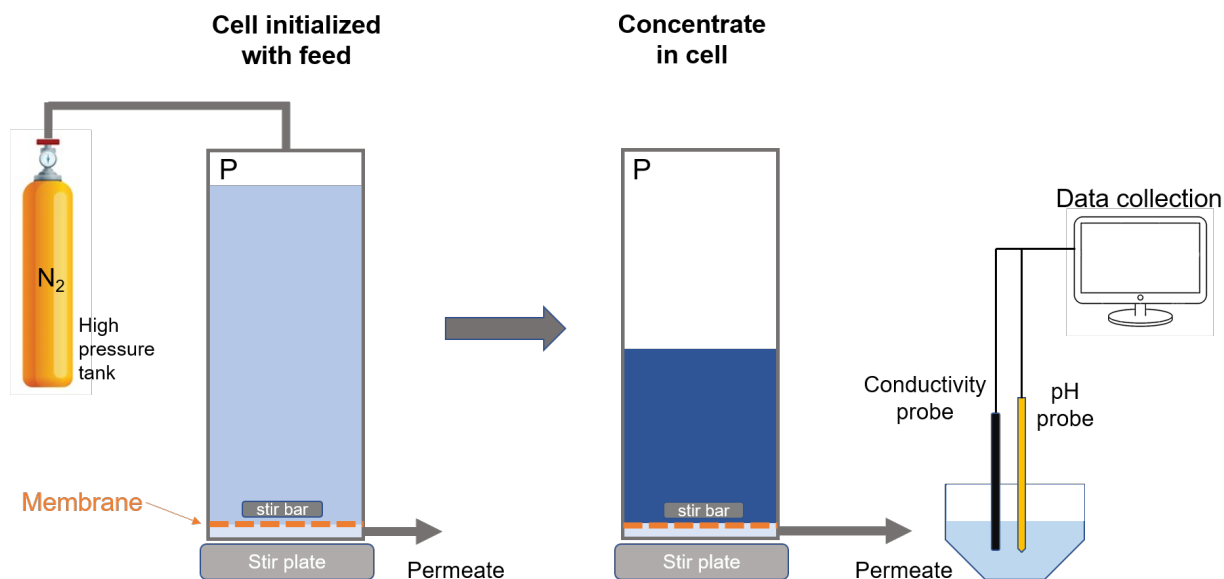 Cell initialized
with feed
Concentrate
in cell
P
P
N₂
High
pressure
tank
Data collection
Conductivity
probe
pH
probe
Membrane
stir bar
stir bar
Stir plate
Permeate
Stir plate
Permeate